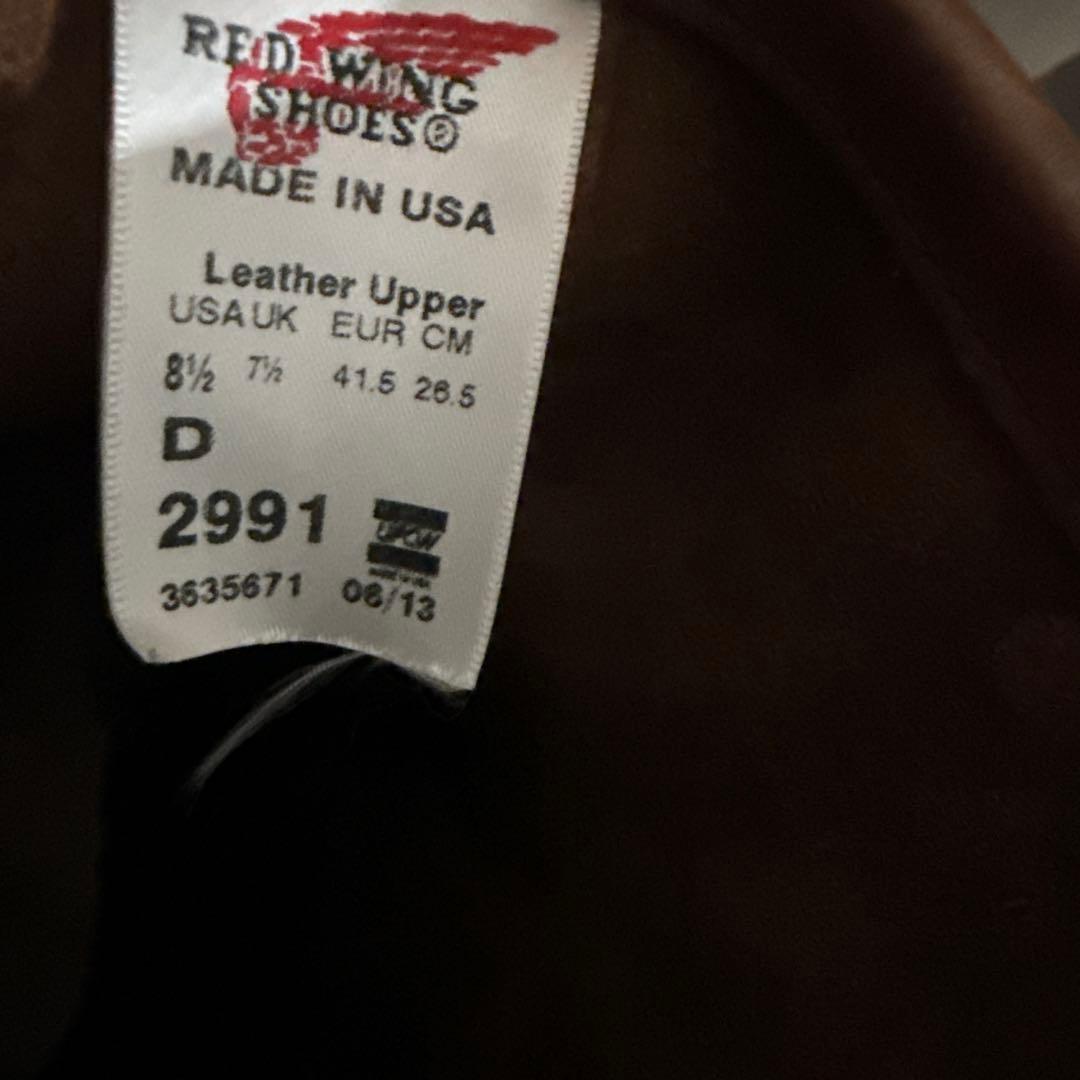 RED WING
SHOES®
MADE IN USA
Leather Upper
USA UK EUR CM
8½ 7½ 41.5 26.5
D
2991
UFCW
3635671 06/13